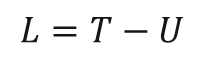 L = T − U